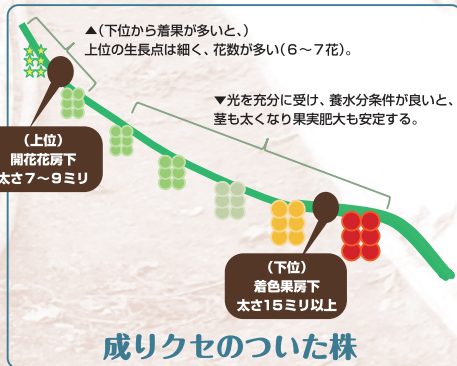 ▲(下位から着果が多いと、)
上位の生長点は細く、花数が多い(6～7花)。
▼光を充分に受け、養水分条件が良いと、
茎も太くなり果実肥大も安定する。
(上位)
開花花房下
太さ7～9ミリ
(下位)
着色果房下
太さ15ミリ以上
成りクセのついた株